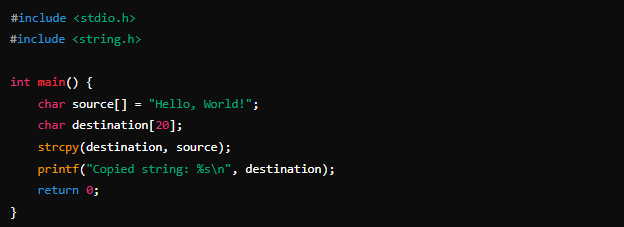 #include <stdio.h>
#include <string.h>

int main() {
    char source[] = "Hello, World!";
    char destination[20];
    strcpy(destination, source);
    printf("Copied string: %s\n", destination);
    return 0;
}